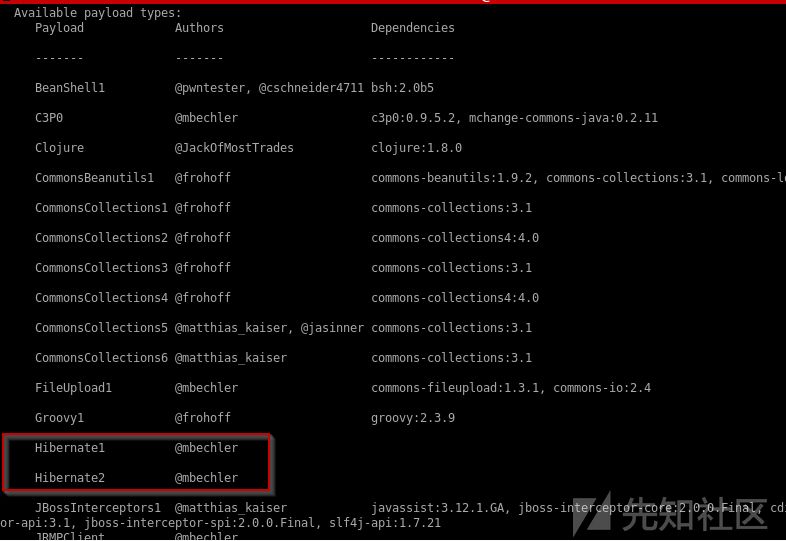 Available payload types:
Payload Authors Dependencies
------- ------- ------------
BeanShell1 @pwntester, @cschneider4711 bsh:2.0b5
C3P0 @mbechler c3p0:0.9.5.2, mchange-commons-java:0.2.11
Clojure @JackOfMostTrades clojure:1.8.0
CommonsBeanutils1 @frohoff commons-beanutils:1.9.2, commons-collections:3.1, commons-lo
CommonsCollections1 @frohoff commons-collections:3.1
CommonsCollections2 @frohoff commons-collections4:4.0
CommonsCollections3 @frohoff commons-collections:3.1
CommonsCollections4 @frohoff commons-collections4:4.0
CommonsCollections5 @matthias_kaiser, @jasinner commons-collections:3.1
CommonsCollections6 @matthias_kaiser commons-collections:3.1
FileUpload1 @mbechler commons-fileupload:1.3.1, commons-io:2.4
Groovy1 @frohoff groovy:2.3.9
Hibernate1 @mbechler
Hibernate2 @mbechler
JBossInterceptors1 @matthias_kaiser javassist:3.12.1.GA, jboss-interceptor-core:2.0.0.Final, cdi
or-api:3.1, jboss-interceptor-spi:2.0.0.Final, slf4j-api:1.7.21
JRMPClient @mbechler
先知社区